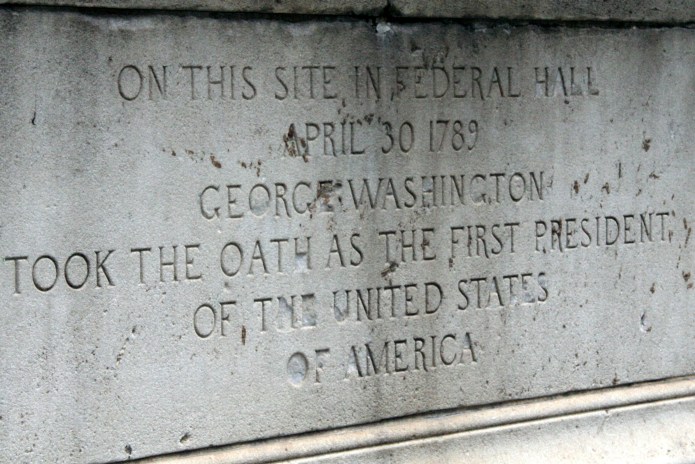 ON THIS SITE IN FEDERAL HALL
APRIL 30 1789
GEORGE WASHINGTON
TOOK THE OATH AS THE FIRST PRESIDENT
OF THE UNITED STATES
OF AMERICA